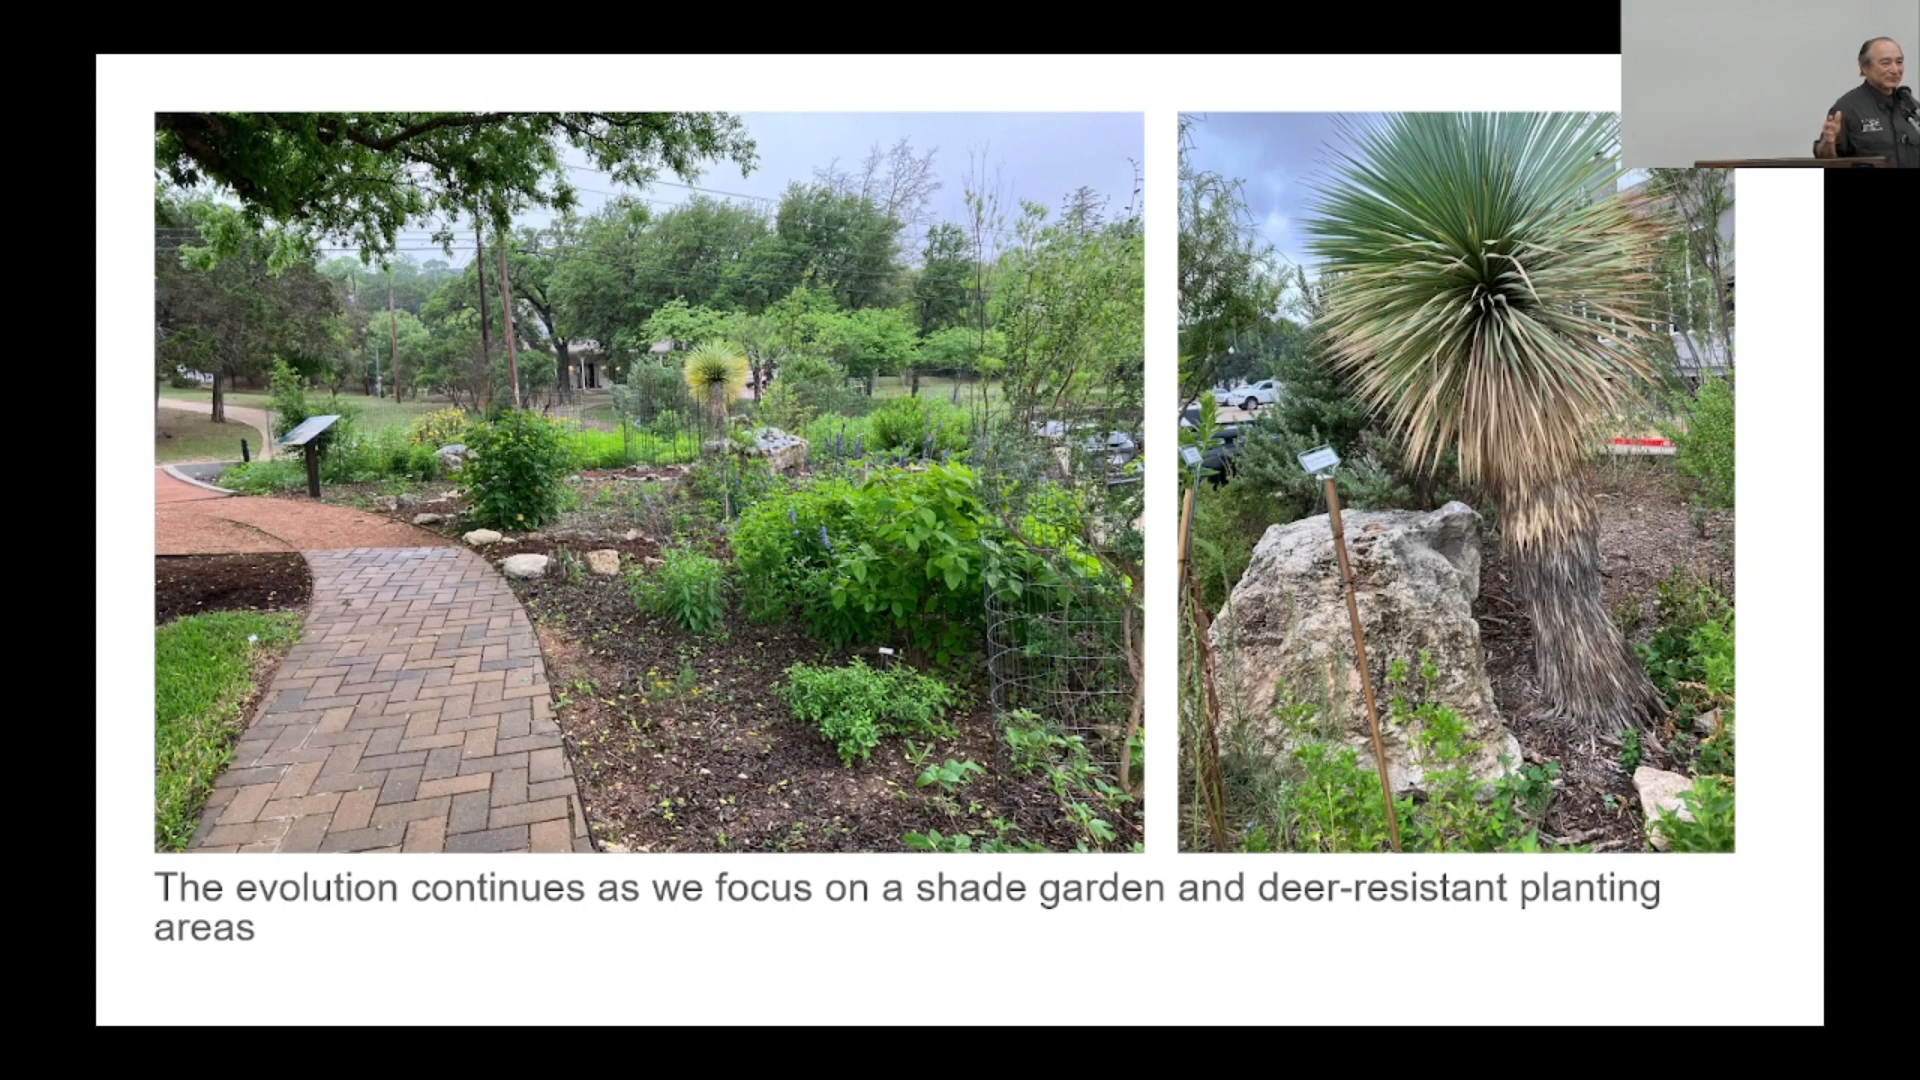 The evolution continues as we focus on a shade garden and deer-resistant planting
areas